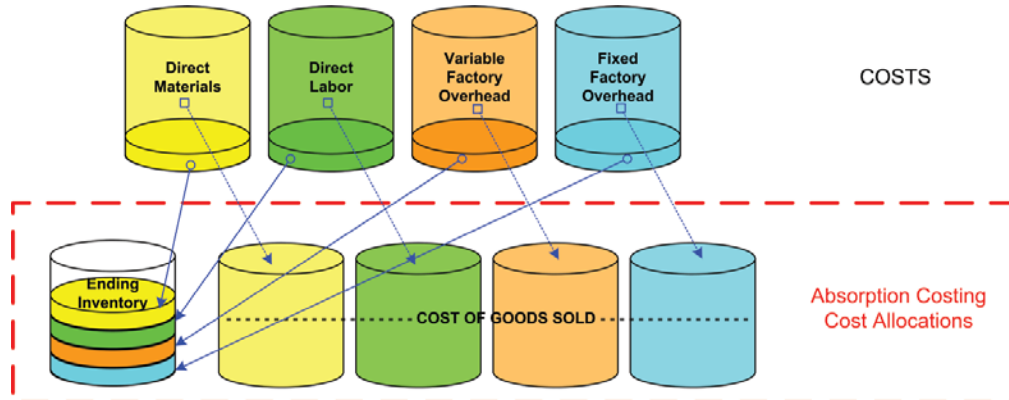 Direct
Materials
Direct
Labor
Variable
Factory
Overhead
Fixed
Factory
Overhead
COSTS
Ending
Inventory
COST OF GOODS SOLD
Absorption Costing
Cost Allocations